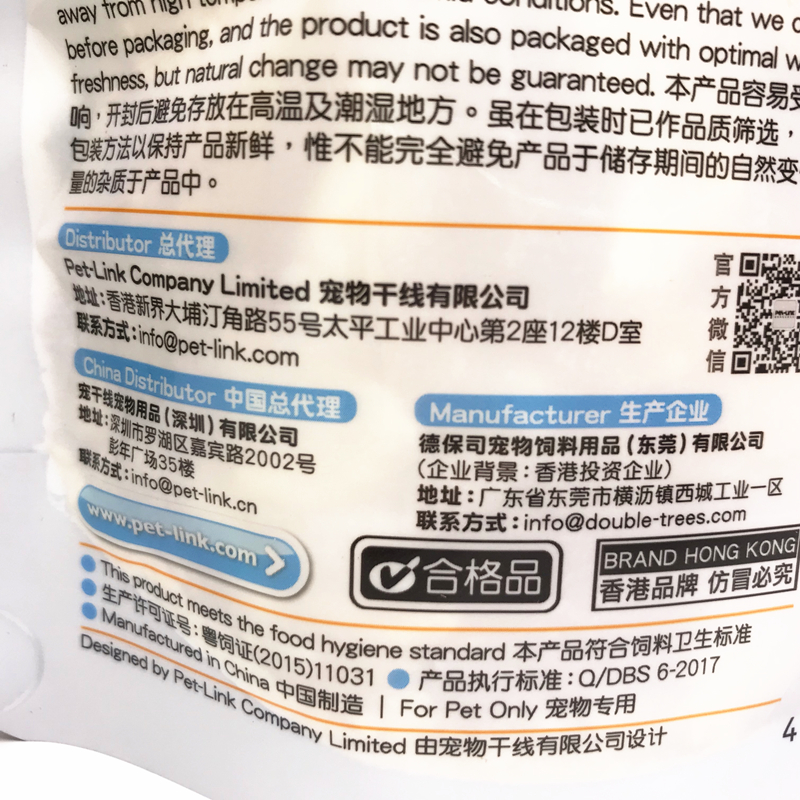 away from high
conditions. Even that we
before packaging, and the product is also packaged with optimal
freshness, but natural change may not be guaranteed. 本产品容易受
响，开封后避免存放在高温及潮湿地方。虽在包装时已作品质筛选，
包装方法以保持产品新鲜，惟不能完全避免产品于储存期间的自然变
量的杂质于产品中。
Distributor 总代理
Pet-Link Company Limited 宠物干线有限公司
地址:香港新界大埔汀角路55号太平工业中心第2座12楼D室
联系方式:info@pet-link.com
官方微信
China Distributor 中国总代理
宠干线宠物用品(深圳)有限公司
地址:深圳市罗湖区嘉宾路2002号
彭年广场35楼
联系方式:info@pet-link.cn
www.pet-link.com
Manufacturer 生产企业
德保司宠物饲料用品(东莞)有限公司
(企业背景:香港投资企业)
地址:广东省东莞市横沥镇西城工业一区
联系方式:info@double-trees.com
合格品
BRAND HONG KONG
香港品牌 仿冒必究
This product meets the food hygiene standard 本产品符合饲料卫生标准
生产许可证号:粤饲证(2015)11031 产品执行标准:Q/DBS 6-2017
Manufactured in China 中国制造 | For Pet Only 宠物专用
Designed by Pet-Link Company Limited 由宠物干线有限公司设计
4